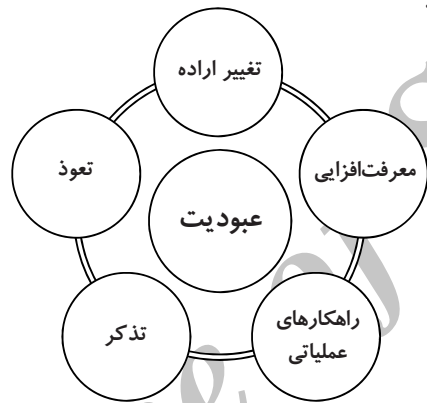 تغییر اراده
معرفت‌افزایی
راهکارهای
عملیاتی
تذکر
تعوذ
عبودیت